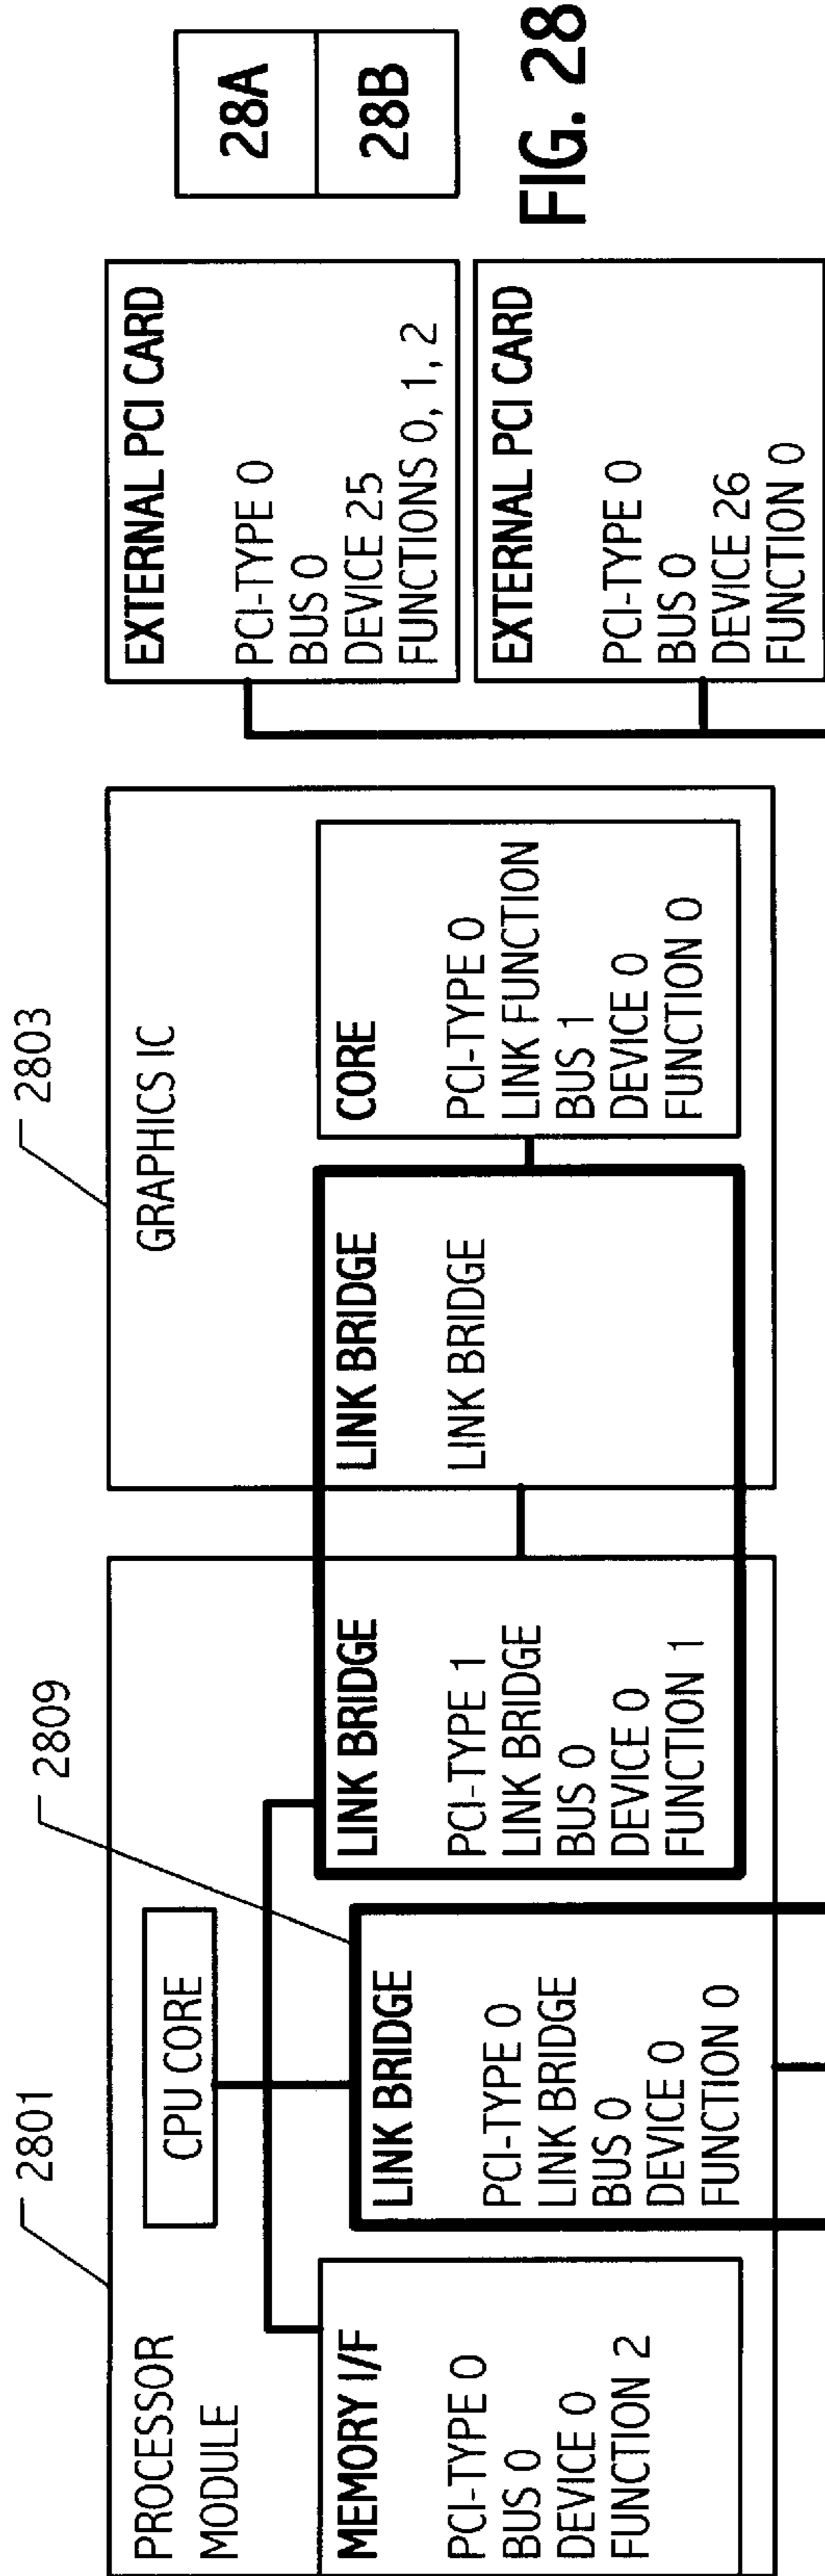 2801
PROCESSOR
MODULE
CPU CORE
2809
MEMORY I/F
PCI-TYPE 0
BUS 0
DEVICE 0
FUNCTION 2
LINK BRIDGE
PCI-TYPE 0
LINK BRIDGE
BUS 0
DEVICE 0
FUNCTION 0
LINK BRIDGE
PCI-TYPE 1
LINK BRIDGE
BUS 0
DEVICE 0
FUNCTION 1
2803
GRAPHICS IC
LINK BRIDGE
LINK BRIDGE
CORE
PCI-TYPE 0
LINK FUNCTION
BUS 1
DEVICE 0
FUNCTION 0
EXTERNAL PCI CARD
PCI-TYPE 0
BUS 0
DEVICE 25
FUNCTIONS 0, 1, 2
EXTERNAL PCI CARD
PCI-TYPE 0
BUS 0
DEVICE 26
FUNCTION 0
28A
28B
FIG. 28